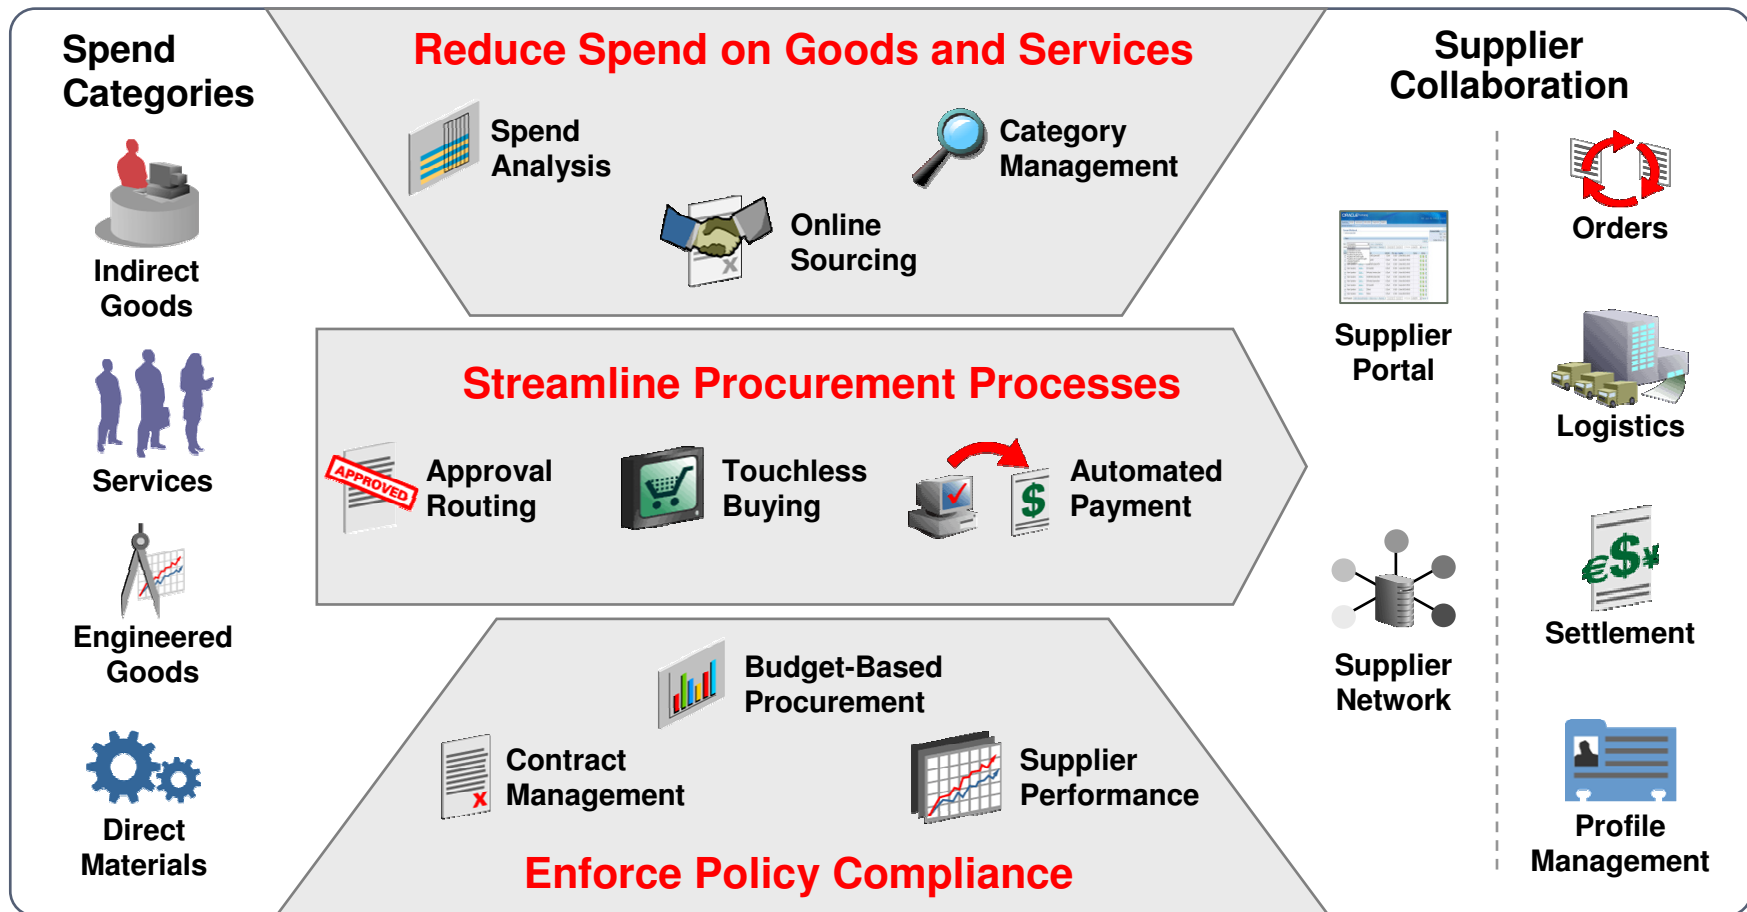 Spend
Categories
Indirect
Goods
Services
Engineered
Goods
Direct
Materials
Reduce Spend on Goods and Services
Spend
Analysis
Category
Management
Online
Sourcing
X
Streamline Procurement Processes
APPROVED
Approval
Routing
Touchless
Buying
$
Automated
Payment
Budget-Based
Procurement
X
Contract
Management
Supplier
Performance
Enforce Policy Compliance
Supplier
Collaboration
ORACLE
Supplier
Portal
Supplier
Network
Orders
Logistics
€$¥
Settlement
Profile
Management